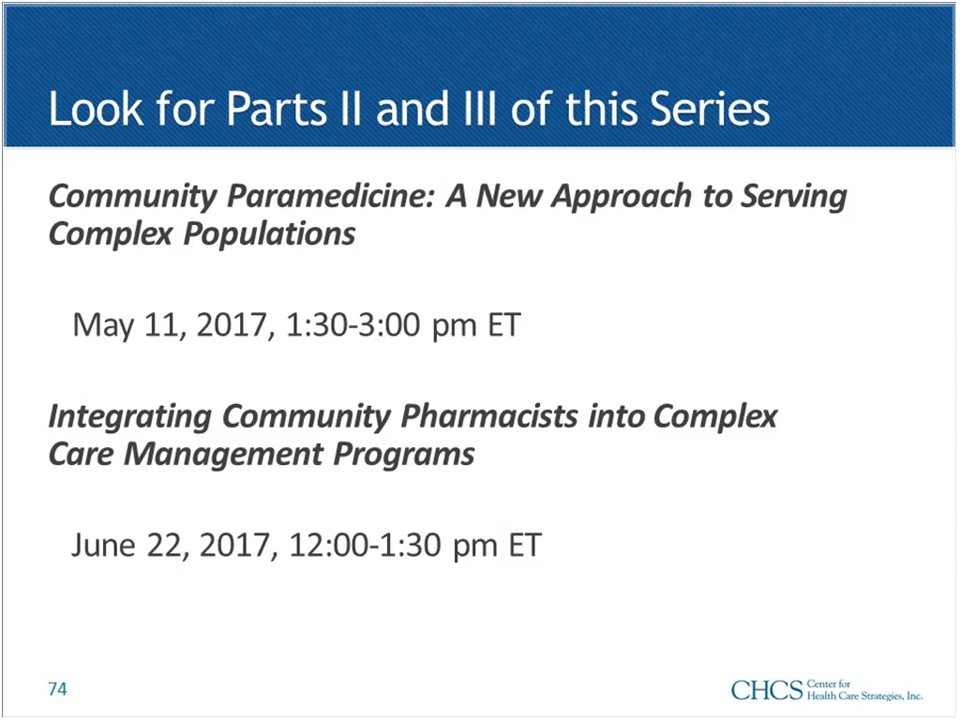 Look for Parts II and III of this Series
Community Paramedicine: A New Approach to Serving
Complex Populations
May 11, 2017, 1:30-3:00 pm ET
Integrating Community Pharmacists into Complex
Care Management Programs
June 22, 2017, 12:00-1:30 pm ET
74
CHCS Center for
Health Care Strategies, Inc.